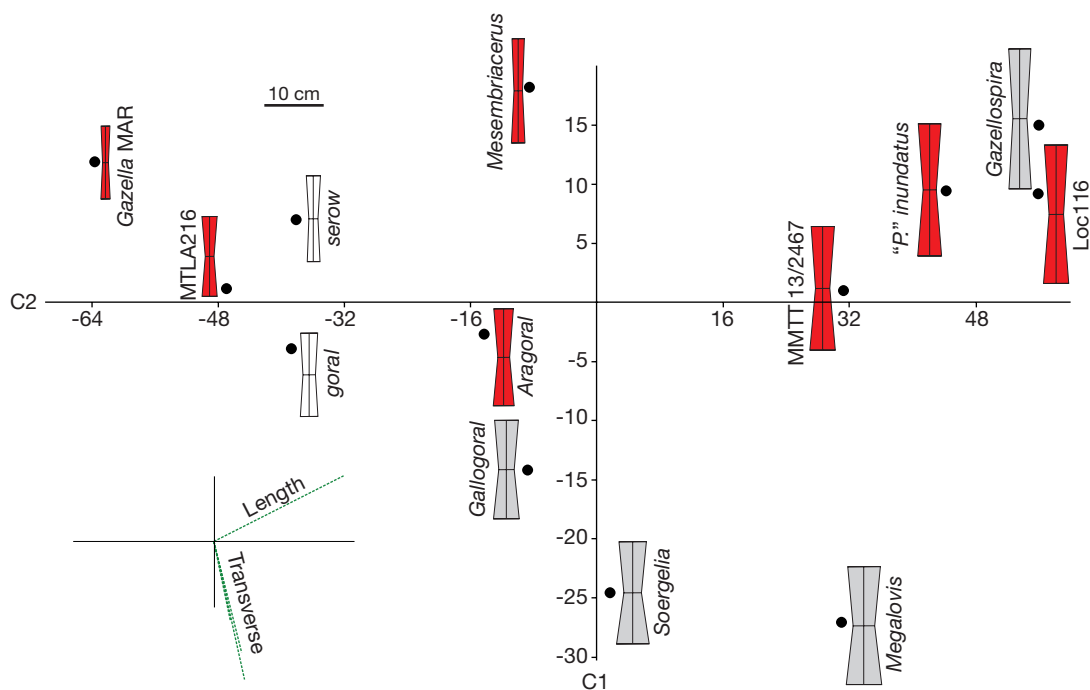 Mesembriacerus
Gazellospira
10 cm
15
Gazella MAR
"P." inundatus
serow
10
Loc116
MTLA216
5
MMTT 13/2467
C2
-64
-48
-32
-16
16
32
48
goral
Aragoral
-5
-10
Gallogoral
-15
Length
-20
Transverse
Soergelia
-25
Megalovis
-30
C1